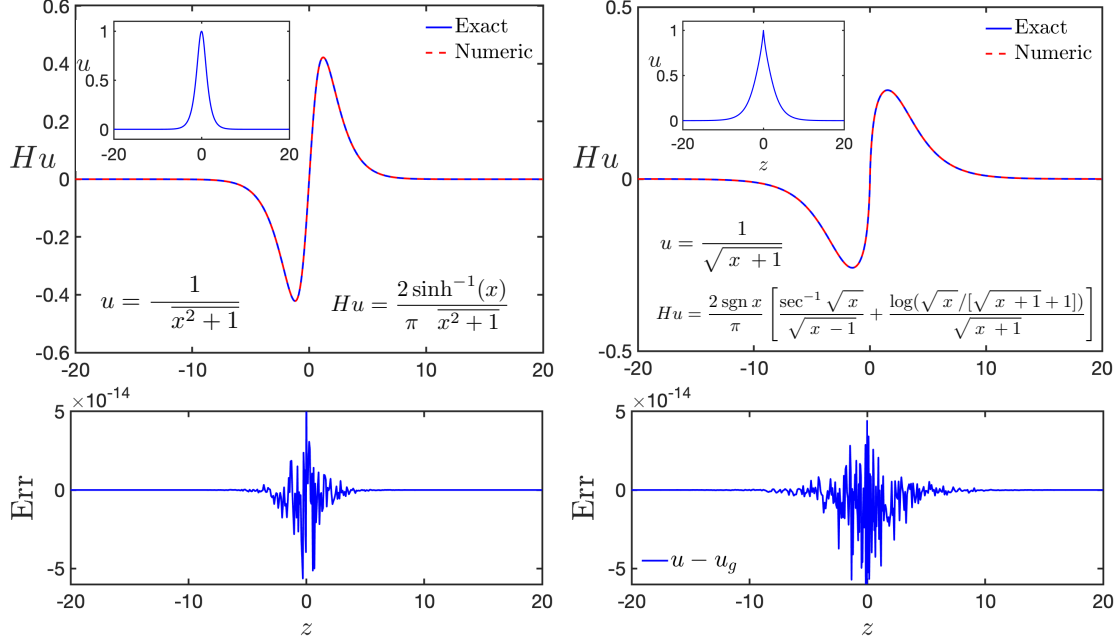 0.6
0.4
0.2
0
-0.2
-0.4
-0.6
Hu
-20 -10 0 10 20
Exact
Numeric
1
0.5
0
u
-20 0 20
u = 1 / x² + 1
Hu = 2 sinh⁻¹(x) / π x² + 1
0.5
0
-0.5
Hu
-20 -10 0 10 20
Exact
Numeric
1
0.5
0
u
-20 0 20
z
u = 1 / √ x + 1
Hu = 2 sgn x / π [ sec⁻¹ √ x / √ x − 1 + log(√ x /[√ x + 1 + 1]) / √ x + 1 ]
×10⁻¹⁴
5
0
-5
Err
-20 -10 0 10 20
z
×10⁻¹⁴
5
0
-5
Err
u − u_g
-20 -10 0 10 20
z